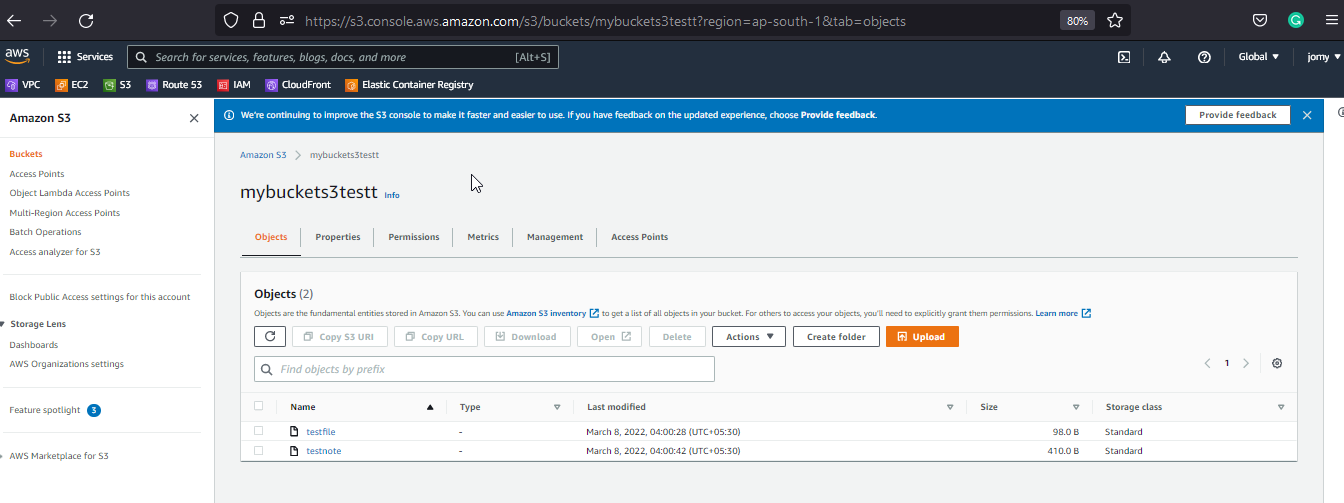 https://s3.console.aws.amazon.com/s3/buckets/mybuckets3testt?region=ap-south-1&tab=objects 80%
aws Services Search for services, features, blogs, docs, and more [Alt+S] Global jomy
VPC EC2 S3 Route 53 IAM CloudFront Elastic Container Registry
Amazon S3
Buckets
Access Points
Object Lambda Access Points
Multi-Region Access Points
Batch Operations
Access analyzer for S3
Block Public Access settings for this account
Storage Lens
Dashboards
AWS Organizations settings
Feature spotlight 3
AWS Marketplace for S3
We're continuing to improve the S3 console to make it faster and easier to use. If you have feedback on the updated experience, choose Provide feedback. Provide feedback
Amazon S3 mybuckets3testt
mybuckets3testt Info
Objects Properties Permissions Metrics Management Access Points
Objects (2)
Objects are the fundamental entities stored in Amazon S3. You can use Amazon S3 inventory to get a list of all objects in your bucket. For others to access your objects, you'll need to explicitly grant them permissions. Learn more
Copy S3 URI Copy URL Download Open Delete Actions Create folder Upload
Find objects by prefix 1
Name Type Last modified Size Storage class
testfile - March 8, 2022, 04:00:28 (UTC+05:30) 98.0 B Standard
testnote - March 8, 2022, 04:00:42 (UTC+05:30) 410.0 B Standard